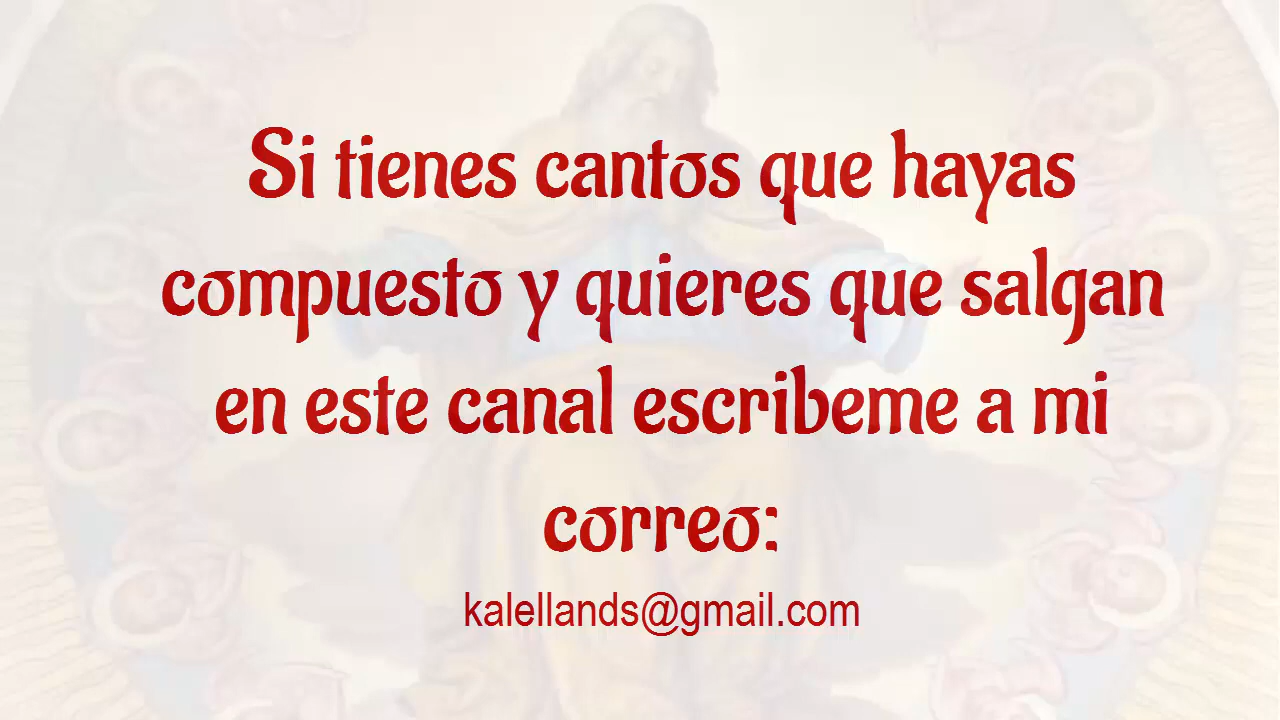 Si tienes cantos que hayas
compuesto y quieres que salgan
en este canal escribeme a mi
correo:
kalellands@gmail.com